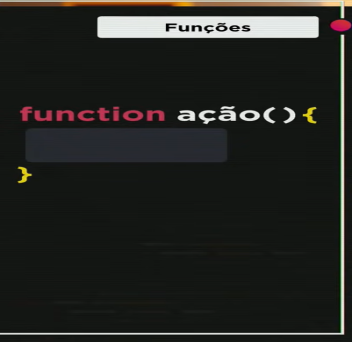 Funções
function ação(){
}